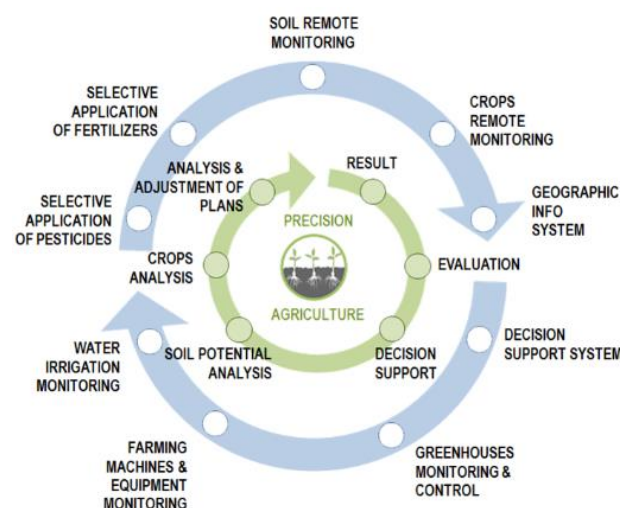 SOIL REMOTE
MONITORING
SELECTIVE
APPLICATION
OF FERTILIZERS
CROPS
REMOTE
MONITORING
ANALYSIS &
ADJUSTMENT OF
PLANS
RESULT
SELECTIVE
APPLICATION
OF PESTICIDES
GEOGRAPHIC
INFO
SYSTEM
PRECISION
CROPS
ANALYSIS
EVALUATION
AGRICULTURE
WATER
IRRIGATION
MONITORING
SOIL POTENTIAL
ANALYSIS
DECISION
SUPPORT
DECISION
SUPPORT SYSTEM
FARMING
MACHINES &
EQUIPMENT
MONITORING
GREENHOUSES
MONITORING &
CONTROL